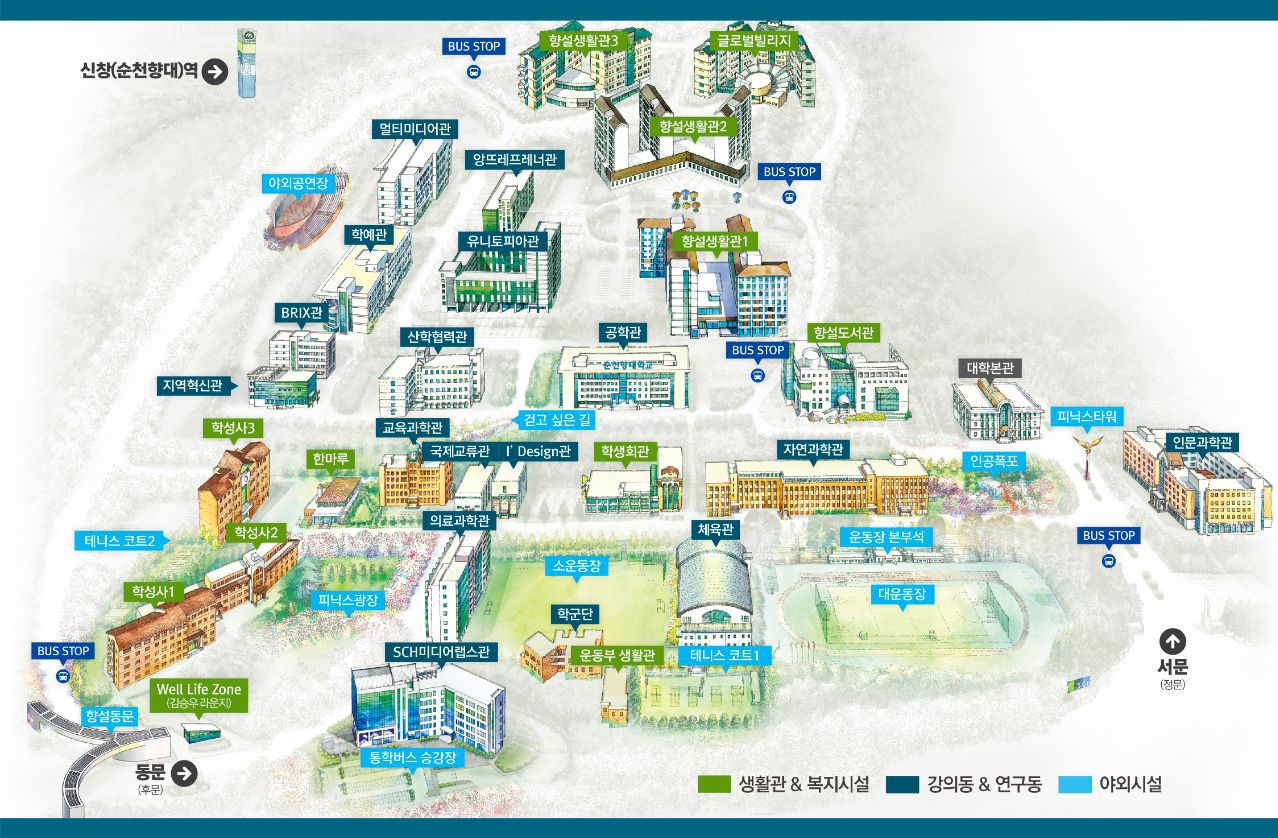 BUS STOP
향설생활관3
글로벌빌리지
신창(순천향대)역
향설생활관2
멀티미디어관
앙뜨레프레너관
BUS STOP
야외공연장
학예관
유니토피아관
향설생활관1
BRIX관
산학협력관
공학관
향설도서관
BUS STOP
순천향대학교
지역혁신관
대학본관
걷고 싶은 길
피닉스타워
학성사3
교육과학관
인문과학관
한마루
국제교류관
I' Design관
학생회관
자연과학관
인공폭포
의료과학관
체육관
학성사2
테니스 코트2
BUS STOP
운동장 본부석
소운동장
학성사1
피닉스광장
대운동장
학군단
BUS STOP
SCH미디어랩스관
운동부 생활관
테니스 코트1
서문
(정문)
Well Life Zone
(김승우 라운지)
향설동문
통학버스 승강장
동문
(후문)
생활관 & 복지시설
강의동 & 연구동
야외시설